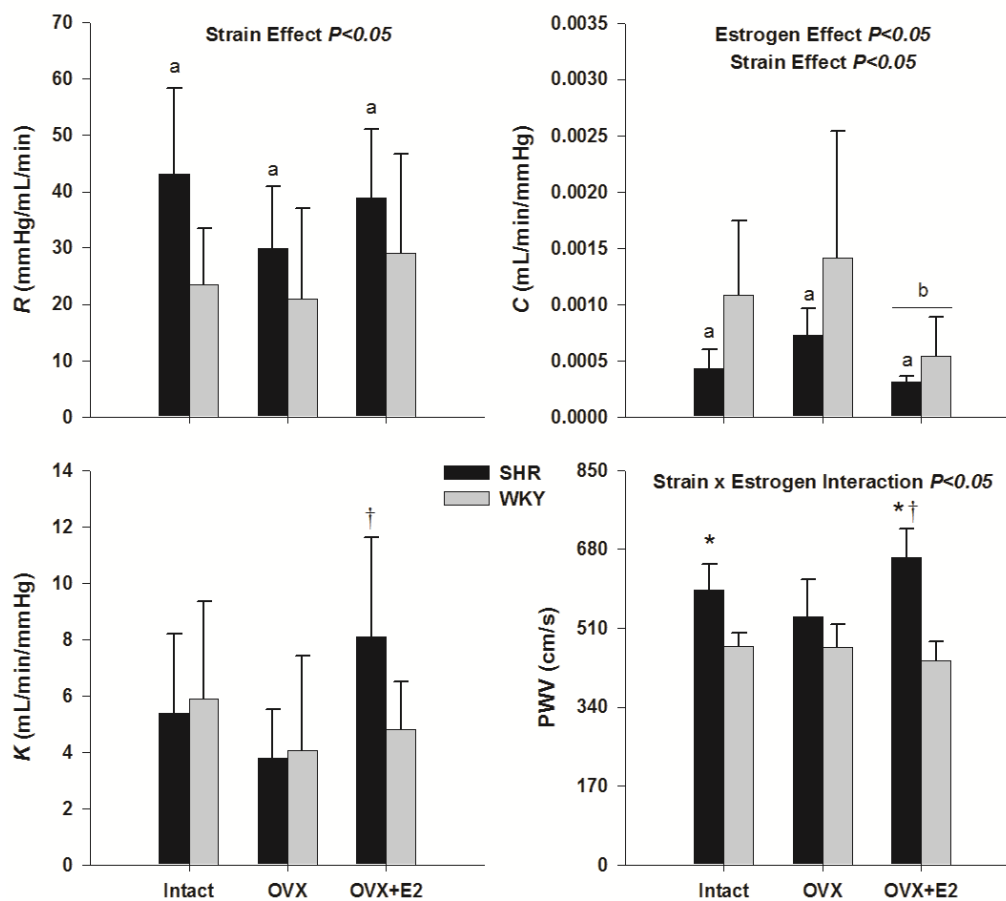 Strain Effect P<0.05
R (mmHg/mL/min)
70
60
50
40
30
20
10
0
a
a
a
Estrogen Effect P<0.05
Strain Effect P<0.05
C (mL/min/mmHg)
0.0035
0.0030
0.0025
0.0020
0.0015
0.0010
0.0005
0.0000
a
a
a
b
K (mL/min/mmHg)
14
12
10
8
6
4
2
0
†
SHR
WKY
Intact
OVX
OVX+E2
Strain x Estrogen Interaction P<0.05
PWV (cm/s)
850
680
510
340
170
0
*
*†
Intact
OVX
OVX+E2